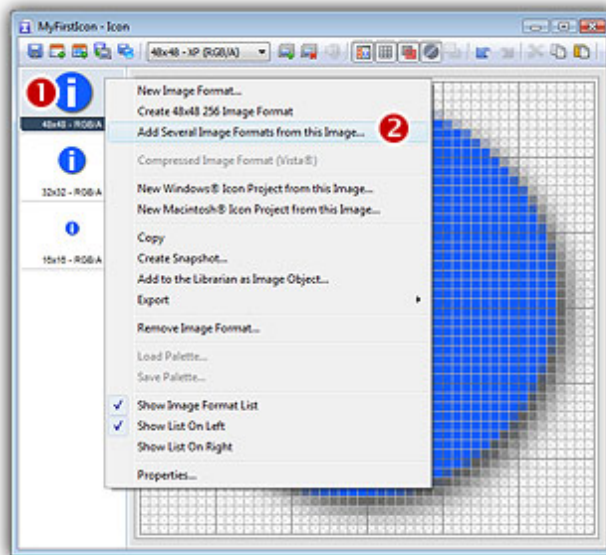 MyFirstIcon - Icon
48x48 - XP (RGB/A)
1
i
48x48 - RGB/A
i
32x32 - RGB/A
i
16x16 - RGB/A
New Image Format...
Create 48x48 256 Image Format
Add Several Image Formats from this Image...
2
Compressed Image Format (Vista®)
New Windows® Icon Project from this Image...
New Macintosh® Icon Project from this Image...
Copy
Create Snapshot...
Add to the Librarian as Image Object...
Export
Remove Image Format...
Load Palette...
Save Palette...
Show Image Format List
Show List On Left
Show List On Right
Properties...